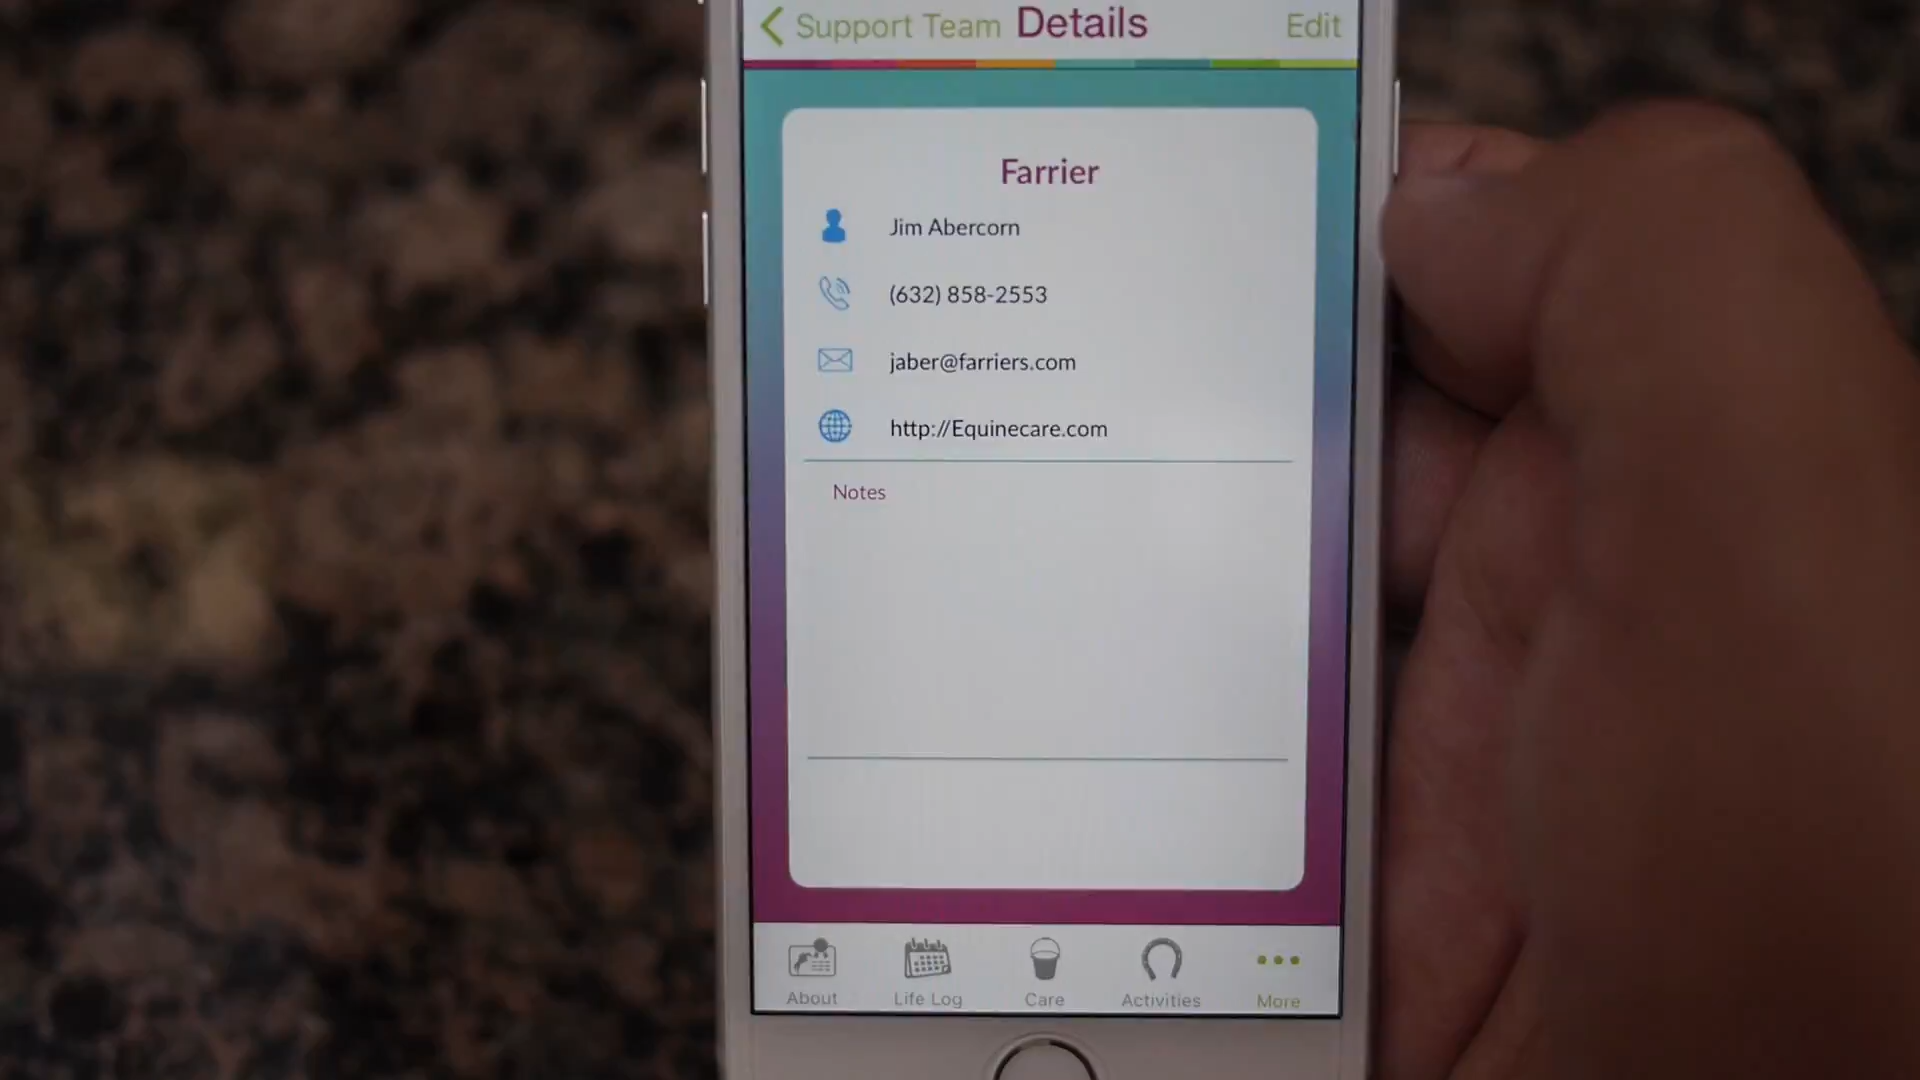 Support Team Details Edit
Farrier
Jim Abercorn
(632) 858-2553
jaber@farriers.com
http://Equinecare.com
Notes
About Life Log Care Activities More